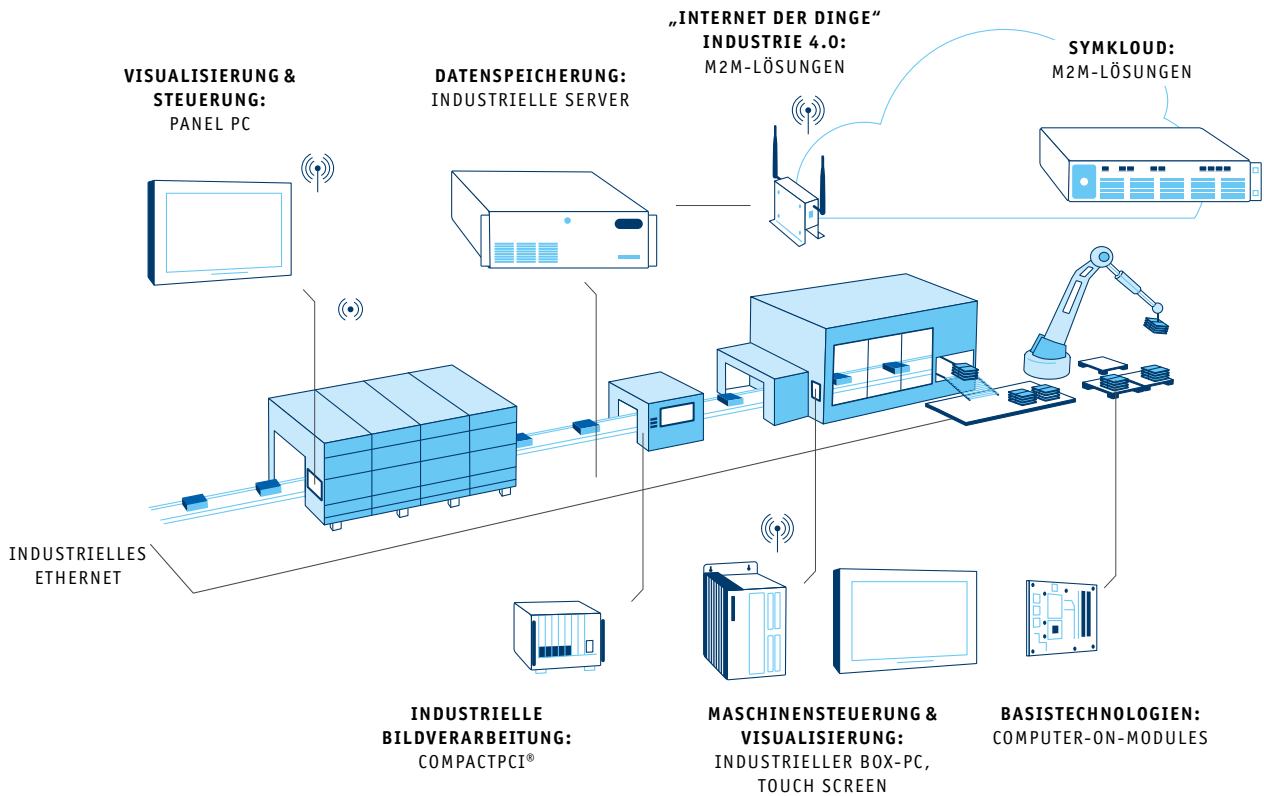 „INTERNET DER DINGE“
INDUSTRIE 4.0:
M2M-LÖSUNGEN
SYMKLOUD:
M2M-LÖSUNGEN
VISUALISIERUNG &
STEUERUNG:
PANEL PC
DATENSPEICHERUNG:
INDUSTRIELLE SERVER
INDUSTRIELLES
ETHERNET
INDUSTRIELLE
BILDVERARBEITUNG:
COMPACTPCI®
MASCHINENSTEUERUNG &
VISUALISIERUNG:
INDUSTRIELLER BOX-PC,
TOUCH SCREEN
BASISTECHNOLOGIEN:
COMPUTER-ON-MODULES